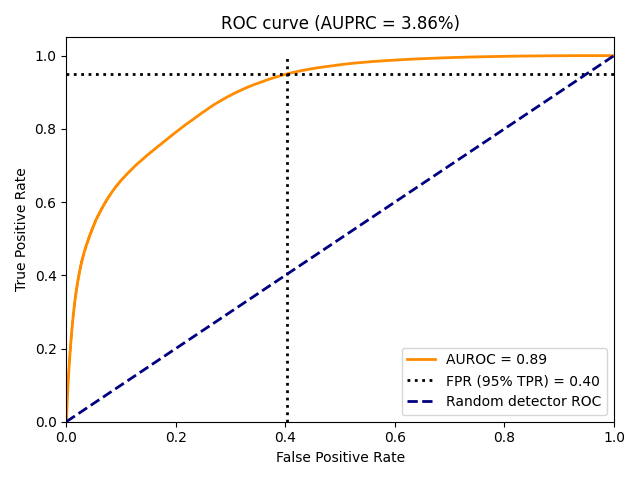 ROC curve (AUPRC = 3.86%)
True Positive Rate
1.0
0.8
0.6
0.4
0.2
0.0
0.0 0.2 0.4 0.6 0.8 1.0
False Positive Rate
AUROC = 0.89
FPR (95% TPR) = 0.40
Random detector ROC